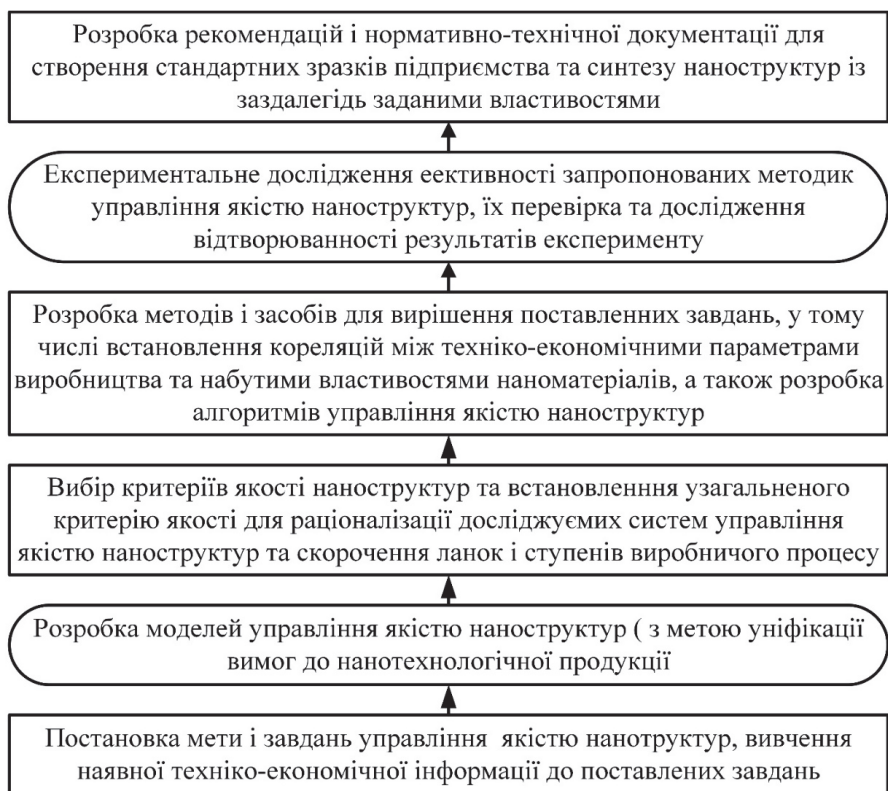 Розробка рекомендацій і нормативно-технічної документації для
створення стандартних зразків підприємства та синтезу наноструктур із
заздалегідь заданими властивостями
Експериментальне дослідження еективності запропонованих методик
управління якістю наноструктур, їх перевірка та дослідження
відтворюванності результатів експерименту
Розробка методів і засобів для вирішення поставленних завдань, у тому
числі встановлення кореляцій між техніко-економічними параметрами
виробництва та набутими властивостями наноматеріалів, а також розробка
алгоритмів управління якістю наноструктур
Вибір критеріїв якості наноструктур та встановленння узагальненого
критерію якості для раціоналізації досліджуємих систем управління
якістю наноструктур та скорочення ланок і ступенів виробничого процесу
Розробка моделей управління якістю наноструктур ( з метою уніфікації
вимог до нанотехнологічної продукції
Постановка мети і завдань управління якістю нанотруктур, вивчення
наявної техніко-економічної інформації до поставлених завдань